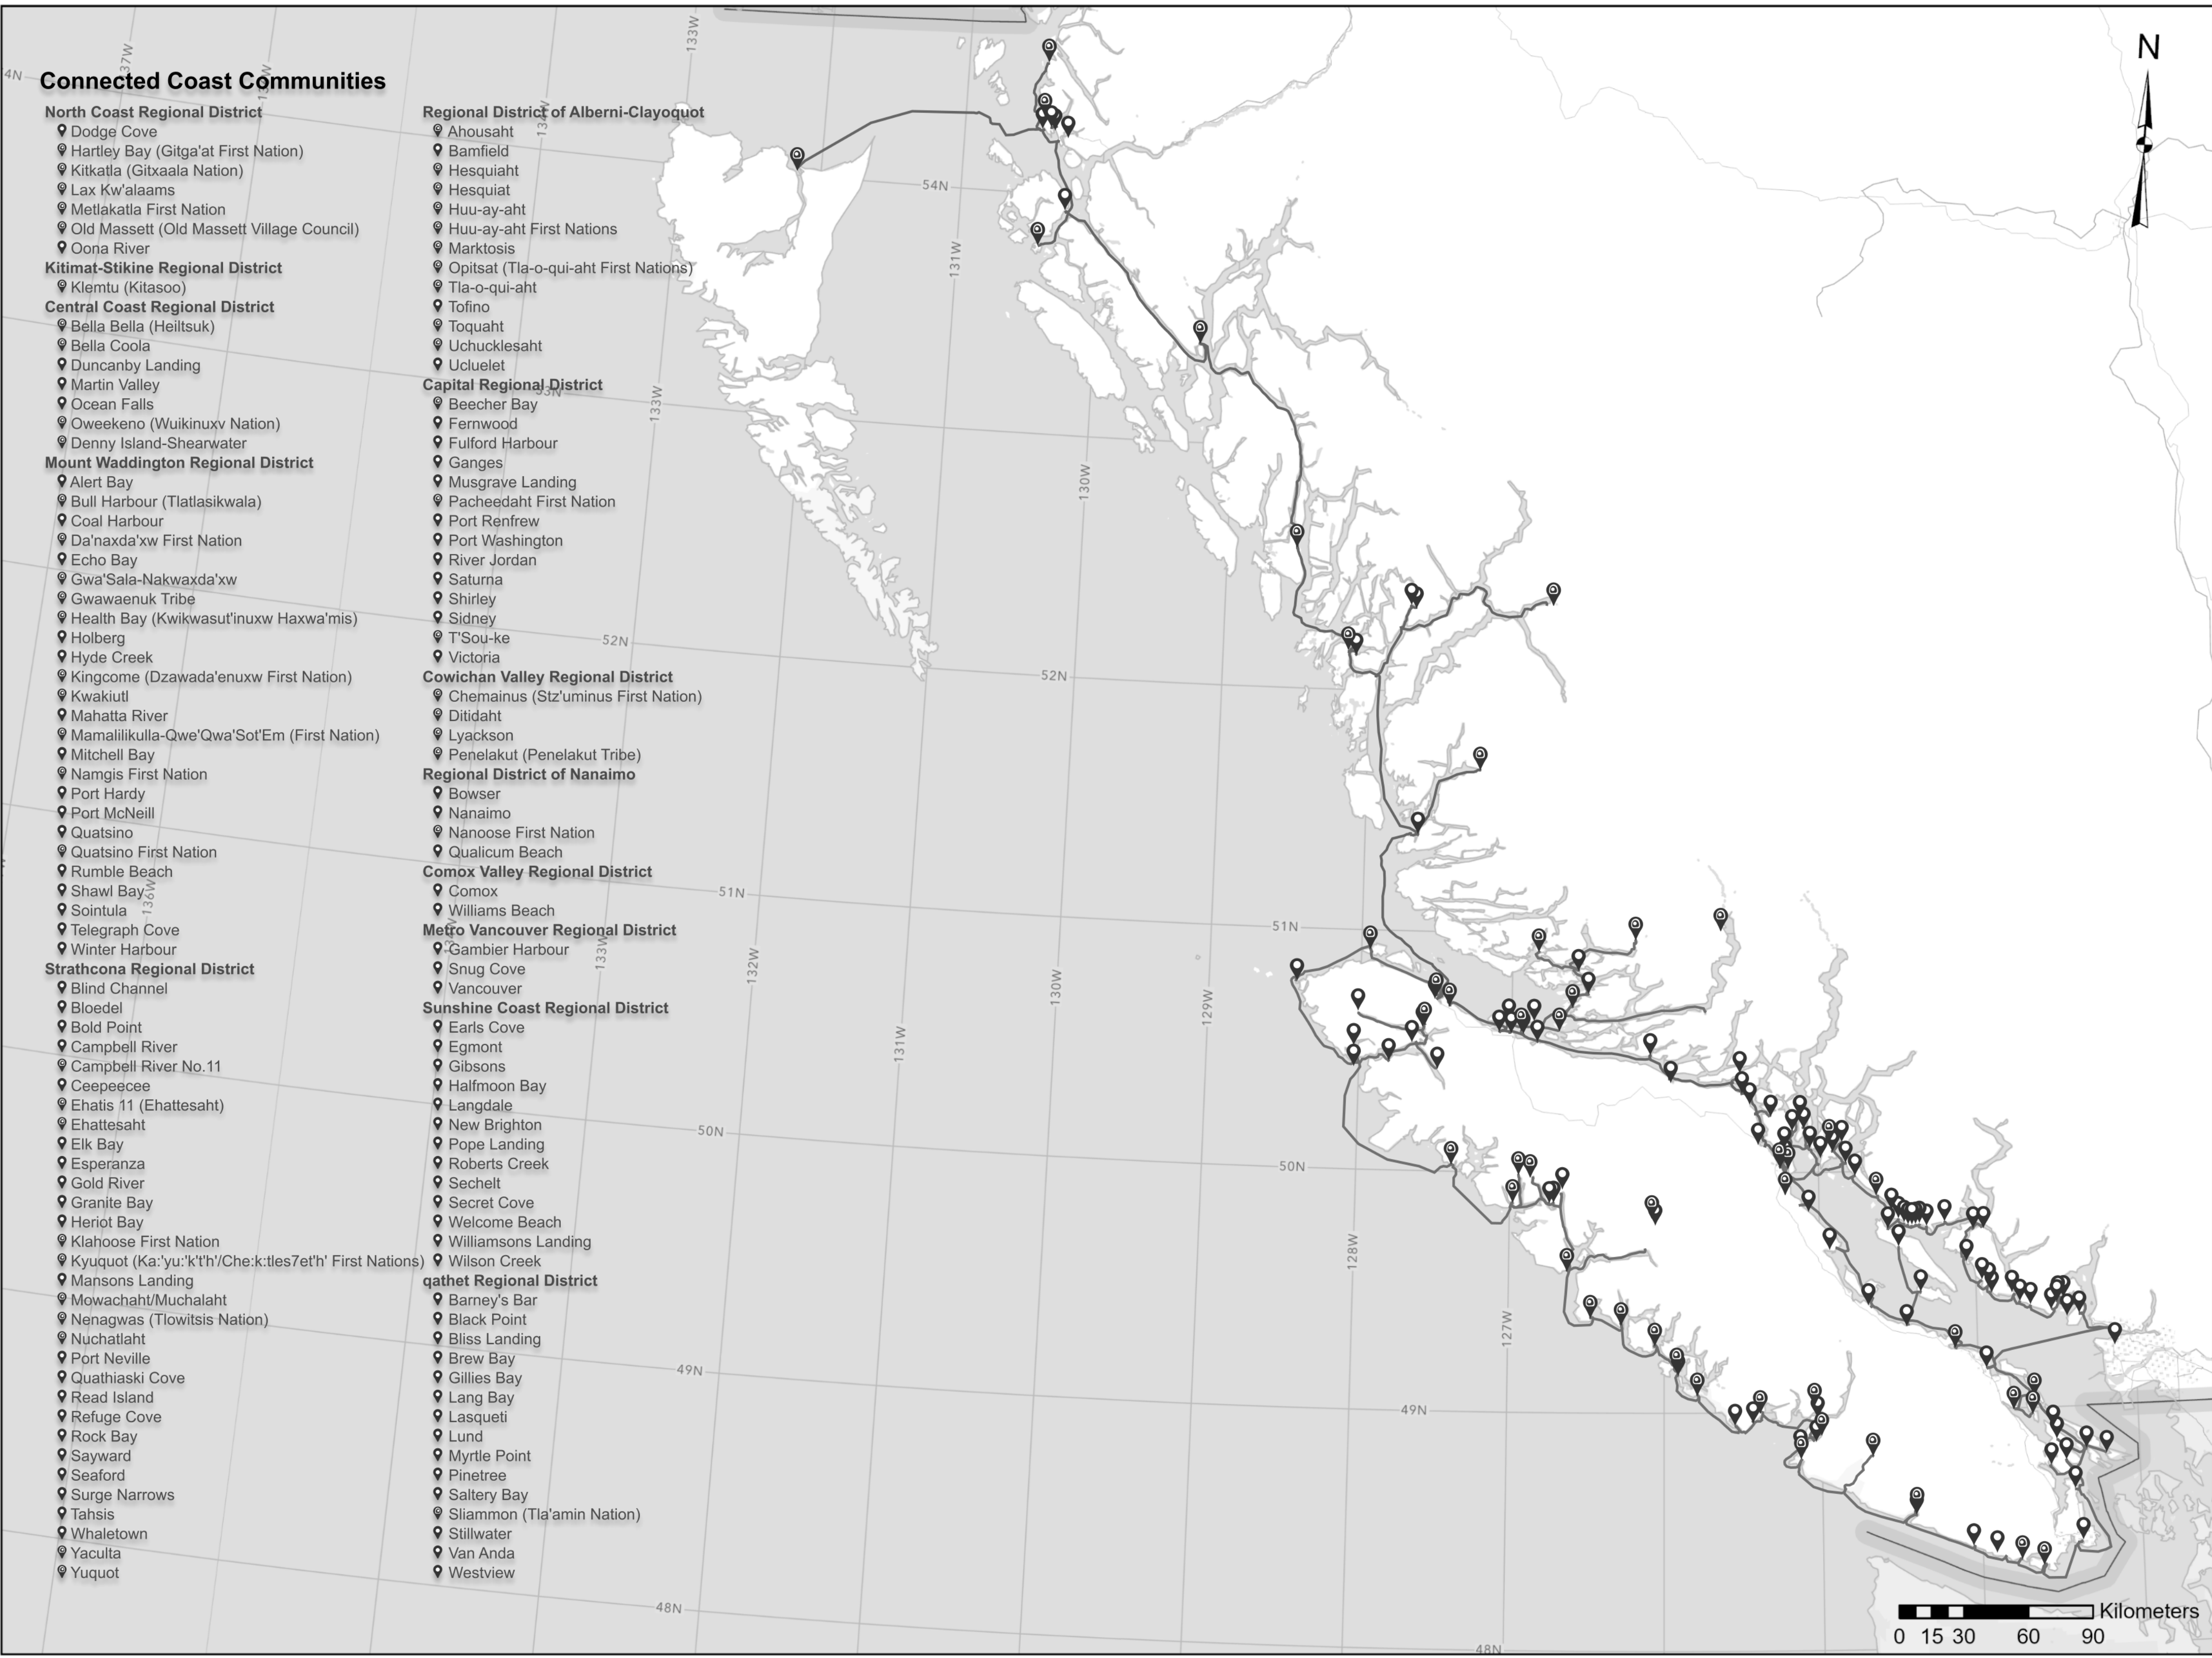 Connected Coast Communities
North Coast Regional District
Dodge Cove
Hartley Bay (Gitga'at First Nation)
Kitkatla (Gitxaala Nation)
Lax Kw'alaams
Metlakatla First Nation
Old Massett (Old Massett Village Council)
Oona River
Kitimat-Stikine Regional District
Klemtu (Kitasoo)
Central Coast Regional District
Bella Bella (Heiltsuk)
Bella Coola
Duncanby Landing
Martin Valley
Ocean Falls
Oweekeno (Wuikinuxv Nation)
Denny Island-Shearwater
Mount Waddington Regional District
Alert Bay
Bull Harbour (Tlatlasikwala)
Coal Harbour
Da'naxda'xw First Nation
Echo Bay
Gwa'Sala-Nakwaxda'xw
Gwawaenuk Tribe
Health Bay (Kwikwasut'inuxw Haxwa'mis)
Holberg
Hyde Creek
Kingcome (Dzawada'enuxw First Nation)
Kwakiutl
Mahatta River
Mamalilikulla-Qwe'Qwa'Sot'Em (First Nation)
Mitchell Bay
Namgis First Nation
Port Hardy
Port McNeill
Quatsino
Quatsino First Nation
Rumble Beach
Shawl Bay
Sointula
Telegraph Cove
Winter Harbour
Strathcona Regional District
Blind Channel
Bloedel
Bold Point
Campbell River
Campbell River No.11
Ceepeecee
Ehatis 11 (Ehattesaht)
Ehattesaht
Elk Bay
Esperanza
Gold River
Granite Bay
Heriot Bay
Klahoose First Nation
Kyuquot (Ka:'yu:'k't'h'/Che:k:tles7et'h' First Nations)
Mansons Landing
Mowachaht/Muchalaht
Nenagwas (Tlowitsis Nation)
Nuchatlaht
Port Neville
Quathiaski Cove
Read Island
Refuge Cove
Rock Bay
Sayward
Seaford
Surge Narrows
Tahsis
Whaletown
Yaculta
Yuquot
Regional District of Alberni-Clayoquot
Ahousaht
Bamfield
Hesquiaht
Hesquiat
Huu-ay-aht
Huu-ay-aht First Nations
Marktosis
Opitsat (Tla-o-qui-aht First Nations)
Tla-o-qui-aht
Tofino
Toquaht
Uchucklesaht
Ucluelet
Capital Regional District
Beecher Bay
Fernwood
Fulford Harbour
Ganges
Musgrave Landing
Pacheedaht First Nation
Port Renfrew
Port Washington
River Jordan
Saturna
Shirley
Sidney
T'Sou-ke
Victoria
Cowichan Valley Regional District
Chemainus (Stz'uminus First Nation)
Ditidaht
Lyackson
Penelakut (Penelakut Tribe)
Regional District of Nanaimo
Bowser
Nanaimo
Nanoose First Nation
Qualicum Beach
Comox Valley Regional District
Comox
Williams Beach
Metro Vancouver Regional District
Gambier Harbour
Snug Cove
Vancouver
Sunshine Coast Regional District
Earls Cove
Egmont
Gibsons
Halfmoon Bay
Langdale
New Brighton
Pope Landing
Roberts Creek
Sechelt
Secret Cove
Welcome Beach
Williamsons Landing
Wilson Creek
qathet Regional District
Barney's Bar
Black Point
Bliss Landing
Brew Bay
Gillies Bay
Lang Bay
Lasqueti
Lund
Myrtle Point
Pinetree
Saltery Bay
Sliammon (Tla'amin Nation)
Stillwater
Van Anda
Westview
4N
137W
134W
133W
54N
131W
53N
133W
130W
52N
52N
136W
51N
51N
133W
132W
131W
130W
129W
50N
50N
128W
127W
49N
49N
48N
48N
N
Kilometers
0 15 30 60 90